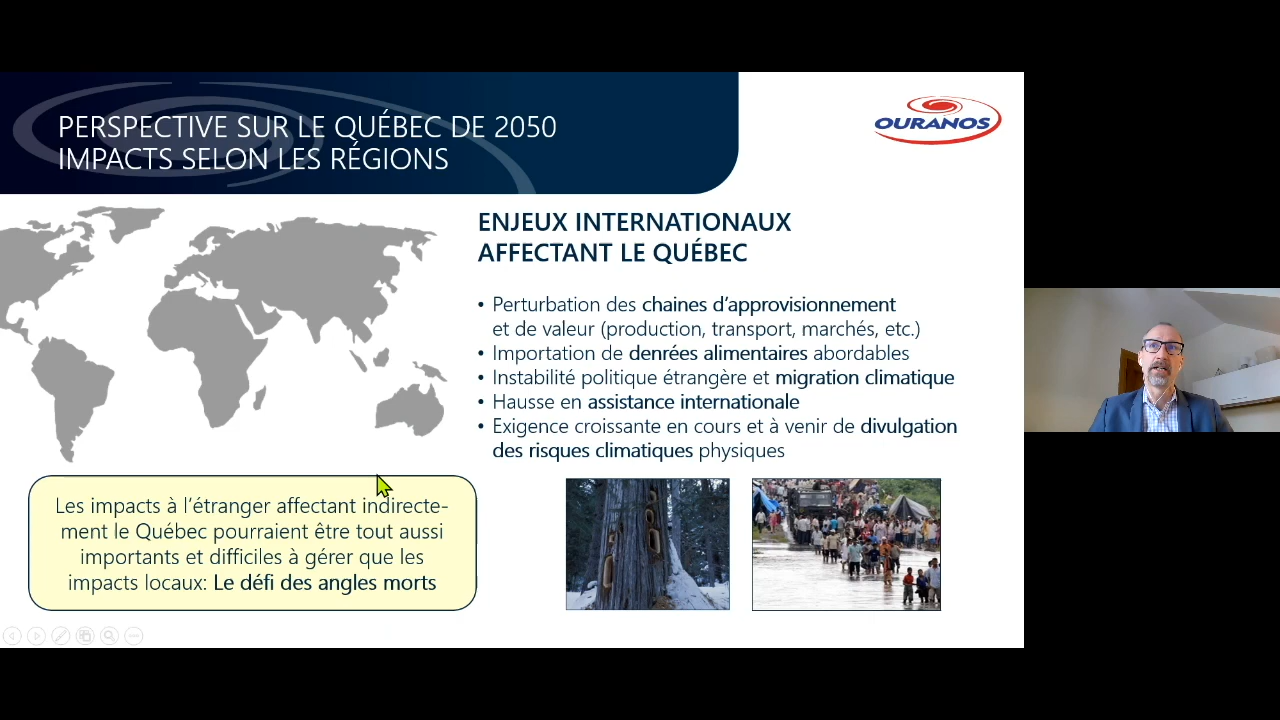 PERSPECTIVE SUR LE QUÉBEC DE 2050
IMPACTS SELON LES RÉGIONS
OURANOS
ENJEUX INTERNATIONAUX
AFFECTANT LE QUÉBEC
• Perturbation des chaines d’approvisionnement
et de valeur (production, transport, marchés, etc.)
• Importation de denrées alimentaires abordables
• Instabilité politique étrangère et migration climatique
• Hausse en assistance internationale
• Exigence croissante en cours et à venir de divulgation
des risques climatiques physiques
Les impacts à l’étranger affectant indirecte-
ment le Québec pourraient être tout aussi
importants et difficiles à gérer que les
impacts locaux: Le défi des angles morts